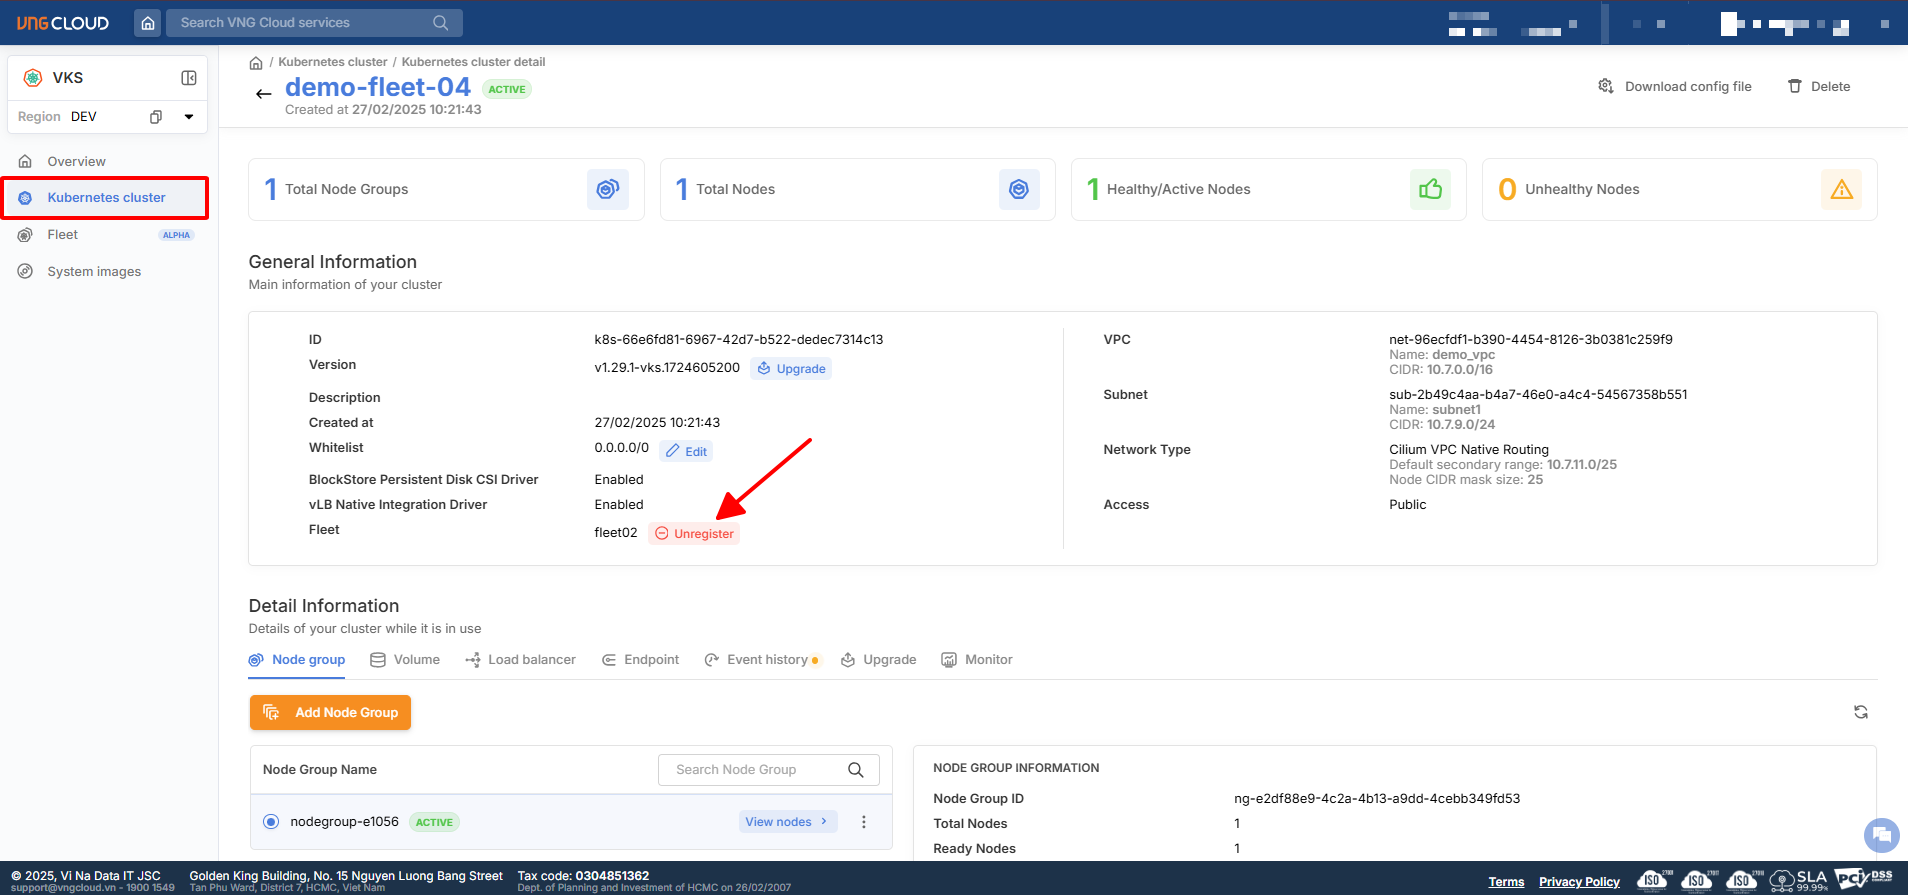 VNG CLOUD
Search VNG Cloud services
VKS
Region DEV
Overview
Kubernetes cluster
Fleet ALPHA
System images
/ Kubernetes cluster / Kubernetes cluster detail
demo-fleet-04 ACTIVE
Created at 27/02/2025 10:21:43
Download config file
Delete
1 Total Node Groups
1 Total Nodes
1 Healthy/Active Nodes
0 Unhealthy Nodes
General Information
Main information of your cluster
ID k8s-66e6fd81-6967-42d7-b522-dedec7314c13
Version v1.29.1-vks.1724605200 Upgrade
Description
Created at 27/02/2025 10:21:43
Whitelist 0.0.0.0/0 Edit
BlockStore Persistent Disk CSI Driver Enabled
vLB Native Integration Driver Enabled
Fleet fleet02 Unregister
VPC net-96ecfdf1-b390-4454-8126-3b0381c259f9
Name: demo_vpc
CIDR: 10.7.0.0/16
Subnet sub-2b49c4aa-b4a7-46e0-a4c4-54567358b551
Name: subnet1
CIDR: 10.7.9.0/24
Network Type Cilium VPC Native Routing
Default secondary range: 10.7.11.0/25
Node CIDR mask size: 25
Access Public
Detail Information
Details of your cluster while it is in use
Node group Volume Load balancer Endpoint Event history Upgrade Monitor
Add Node Group
Node Group Name Search Node Group
nodegroup-e1056 ACTIVE View nodes
NODE GROUP INFORMATION
Node Group ID ng-e2df88e9-4c2a-4b13-a9dd-4cebb349fd53
Total Nodes 1
Ready Nodes 1
© 2025, Vi Na Data IT JSC
support@vngcloud.vn - 1900 1549
Golden King Building, No. 15 Nguyen Luong Bang Street
Tan Phu Ward, District 7, HCMC, Viet Nam
Tax code: 0304851362
Dept. of Planning and Investment of HCMC on 26/02/2007
Terms Privacy Policy
ISO ISO ISO SLA 99.99% PCI DSS